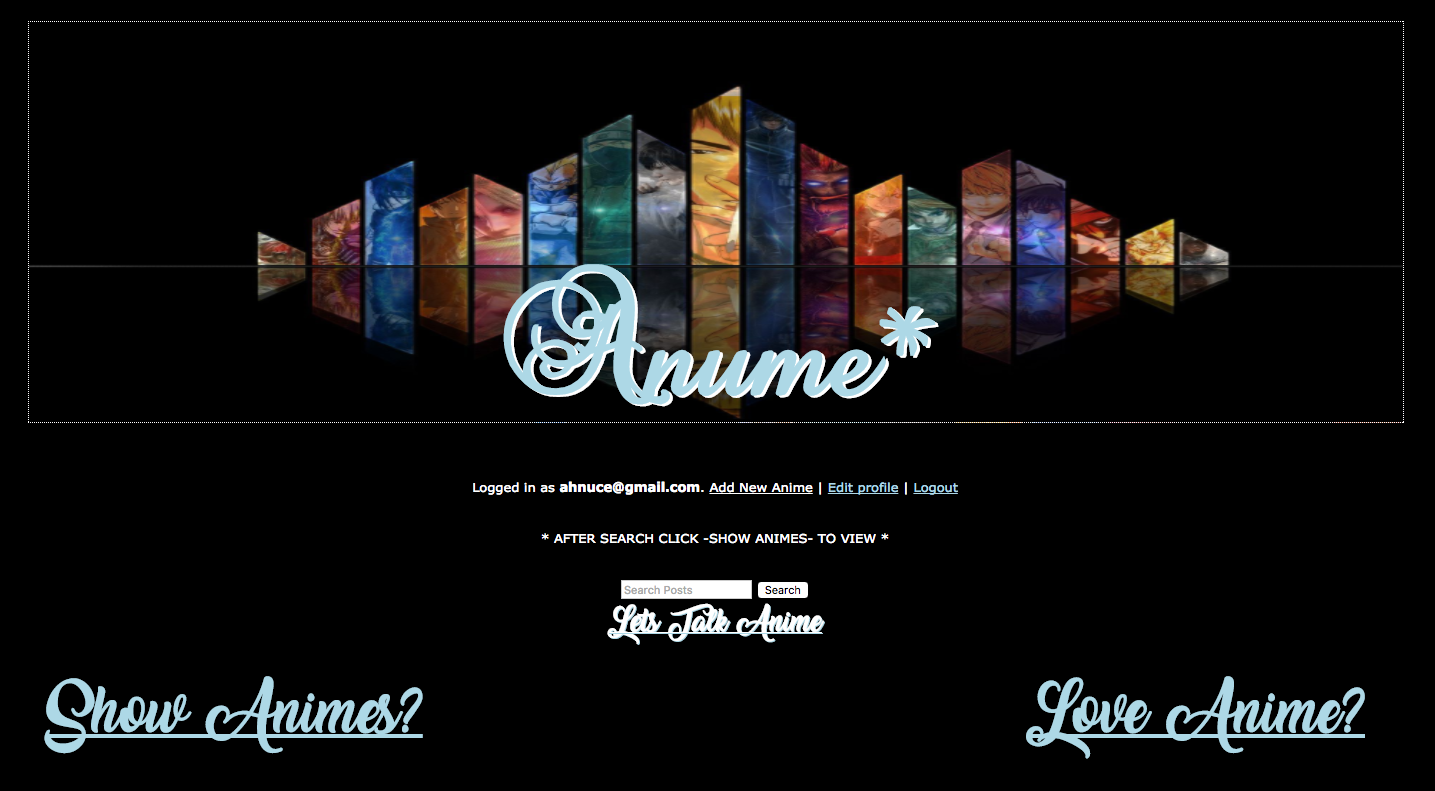 Anume*
Logged in as ahnuce@gmail.com. Add New Anime | Edit profile | Logout
* AFTER SEARCH CLICK -SHOW ANIMES- TO VIEW *
Search Posts Search
Lets Talk Anime
Show Animes? Love Anime?